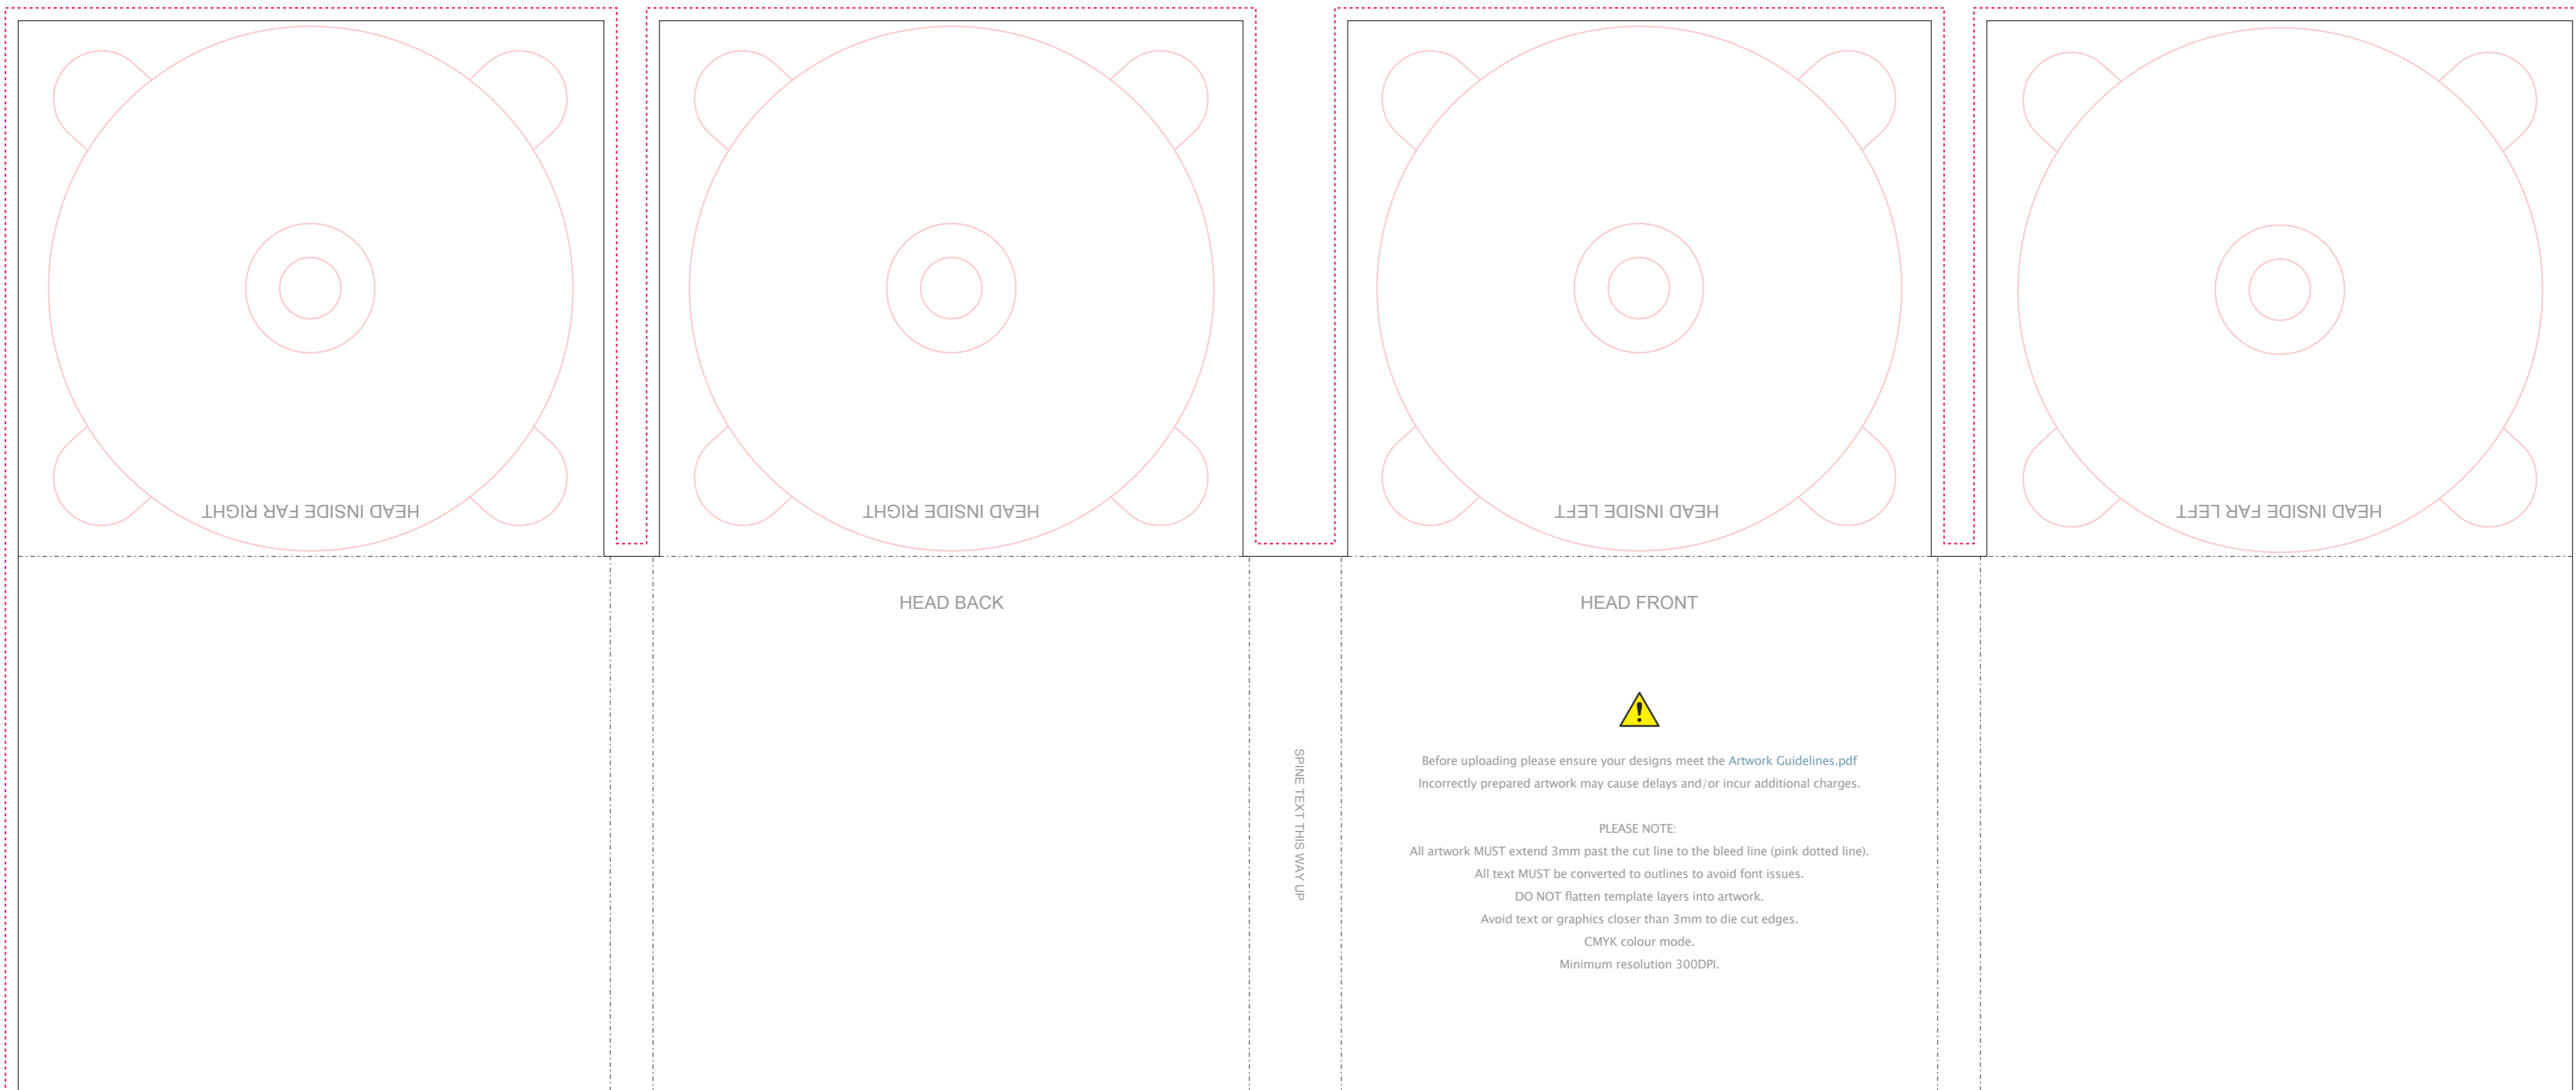 HEAD INSIDE FAR RIGHT
HEAD INSIDE RIGHT
HEAD INSIDE LEFT
HEAD INSIDE FAR LEFT
HEAD BACK
HEAD FRONT
SPINE TEXT THIS WAY UP
Before uploading please ensure your designs meet the Artwork Guidelines.pdf
Incorrectly prepared artwork may cause delays and/or incur additional charges.
PLEASE NOTE:
All artwork MUST extend 3mm past the cut line to the bleed line (pink dotted line).
All text MUST be converted to outlines to avoid font issues.
DO NOT flatten template layers into artwork.
Avoid text or graphics closer than 3mm to die cut edges.
CMYK colour mode.
Minimum resolution 300DPI.